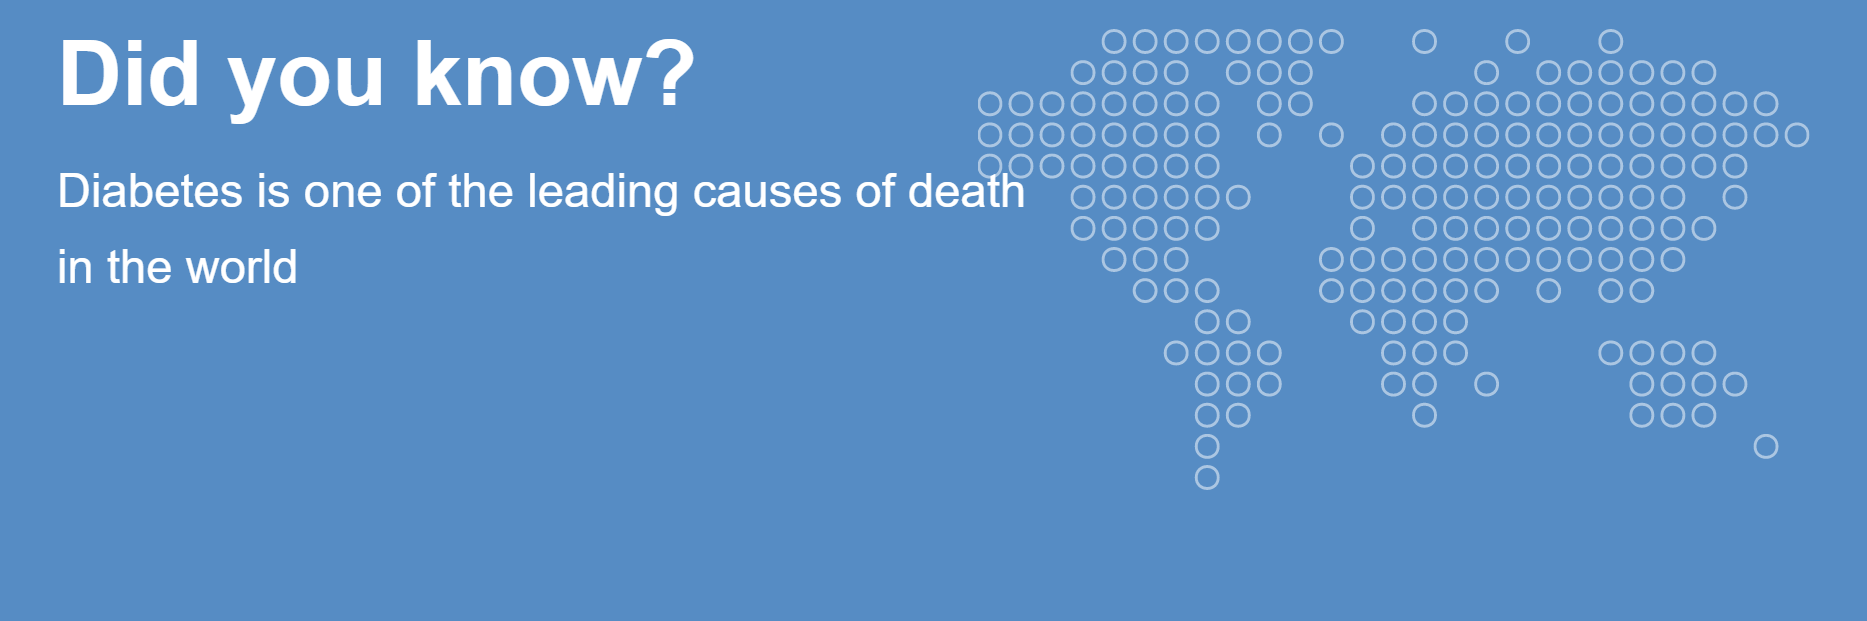 Did you know?
Diabetes is one of the leading causes of death
in the world